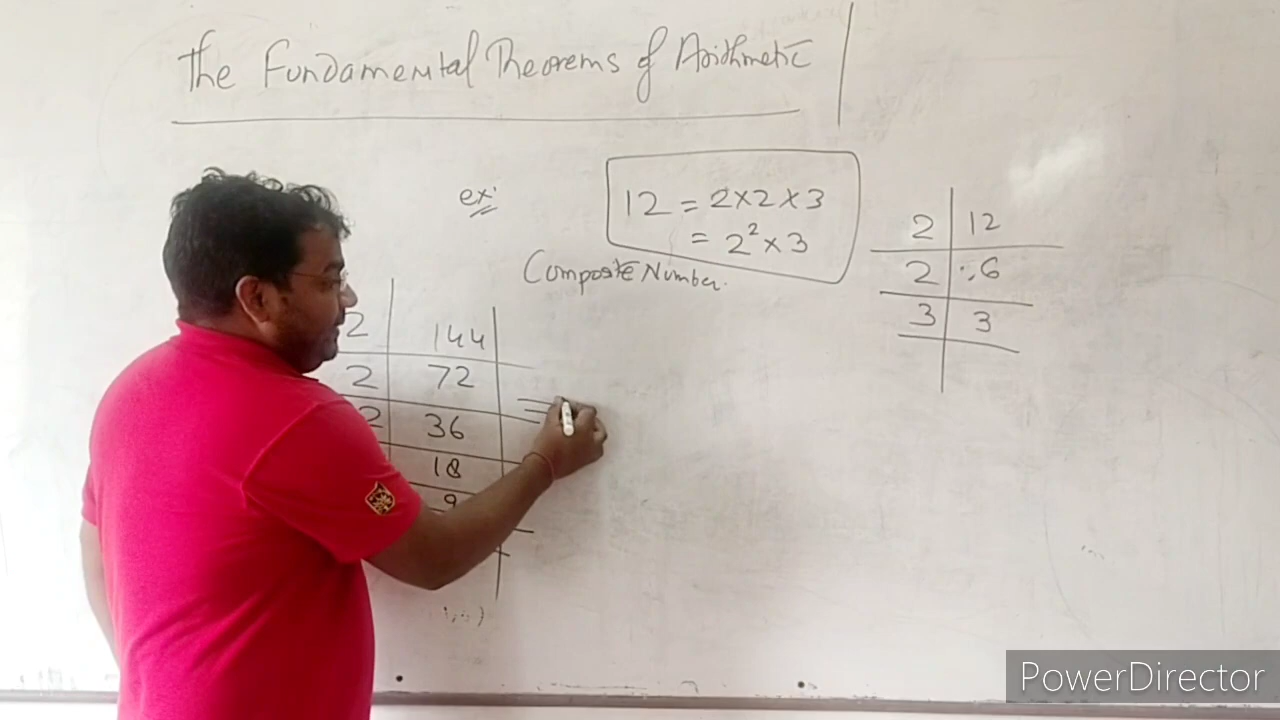 The Fundamental Theorems of Arithmetic
ex:
12 = 2×2×3
= 2²×3
Composite Number.
2 | 12
2 | 6
3 | 3
2 | 144
2 | 72
2 | 36
18
9
PowerDirector